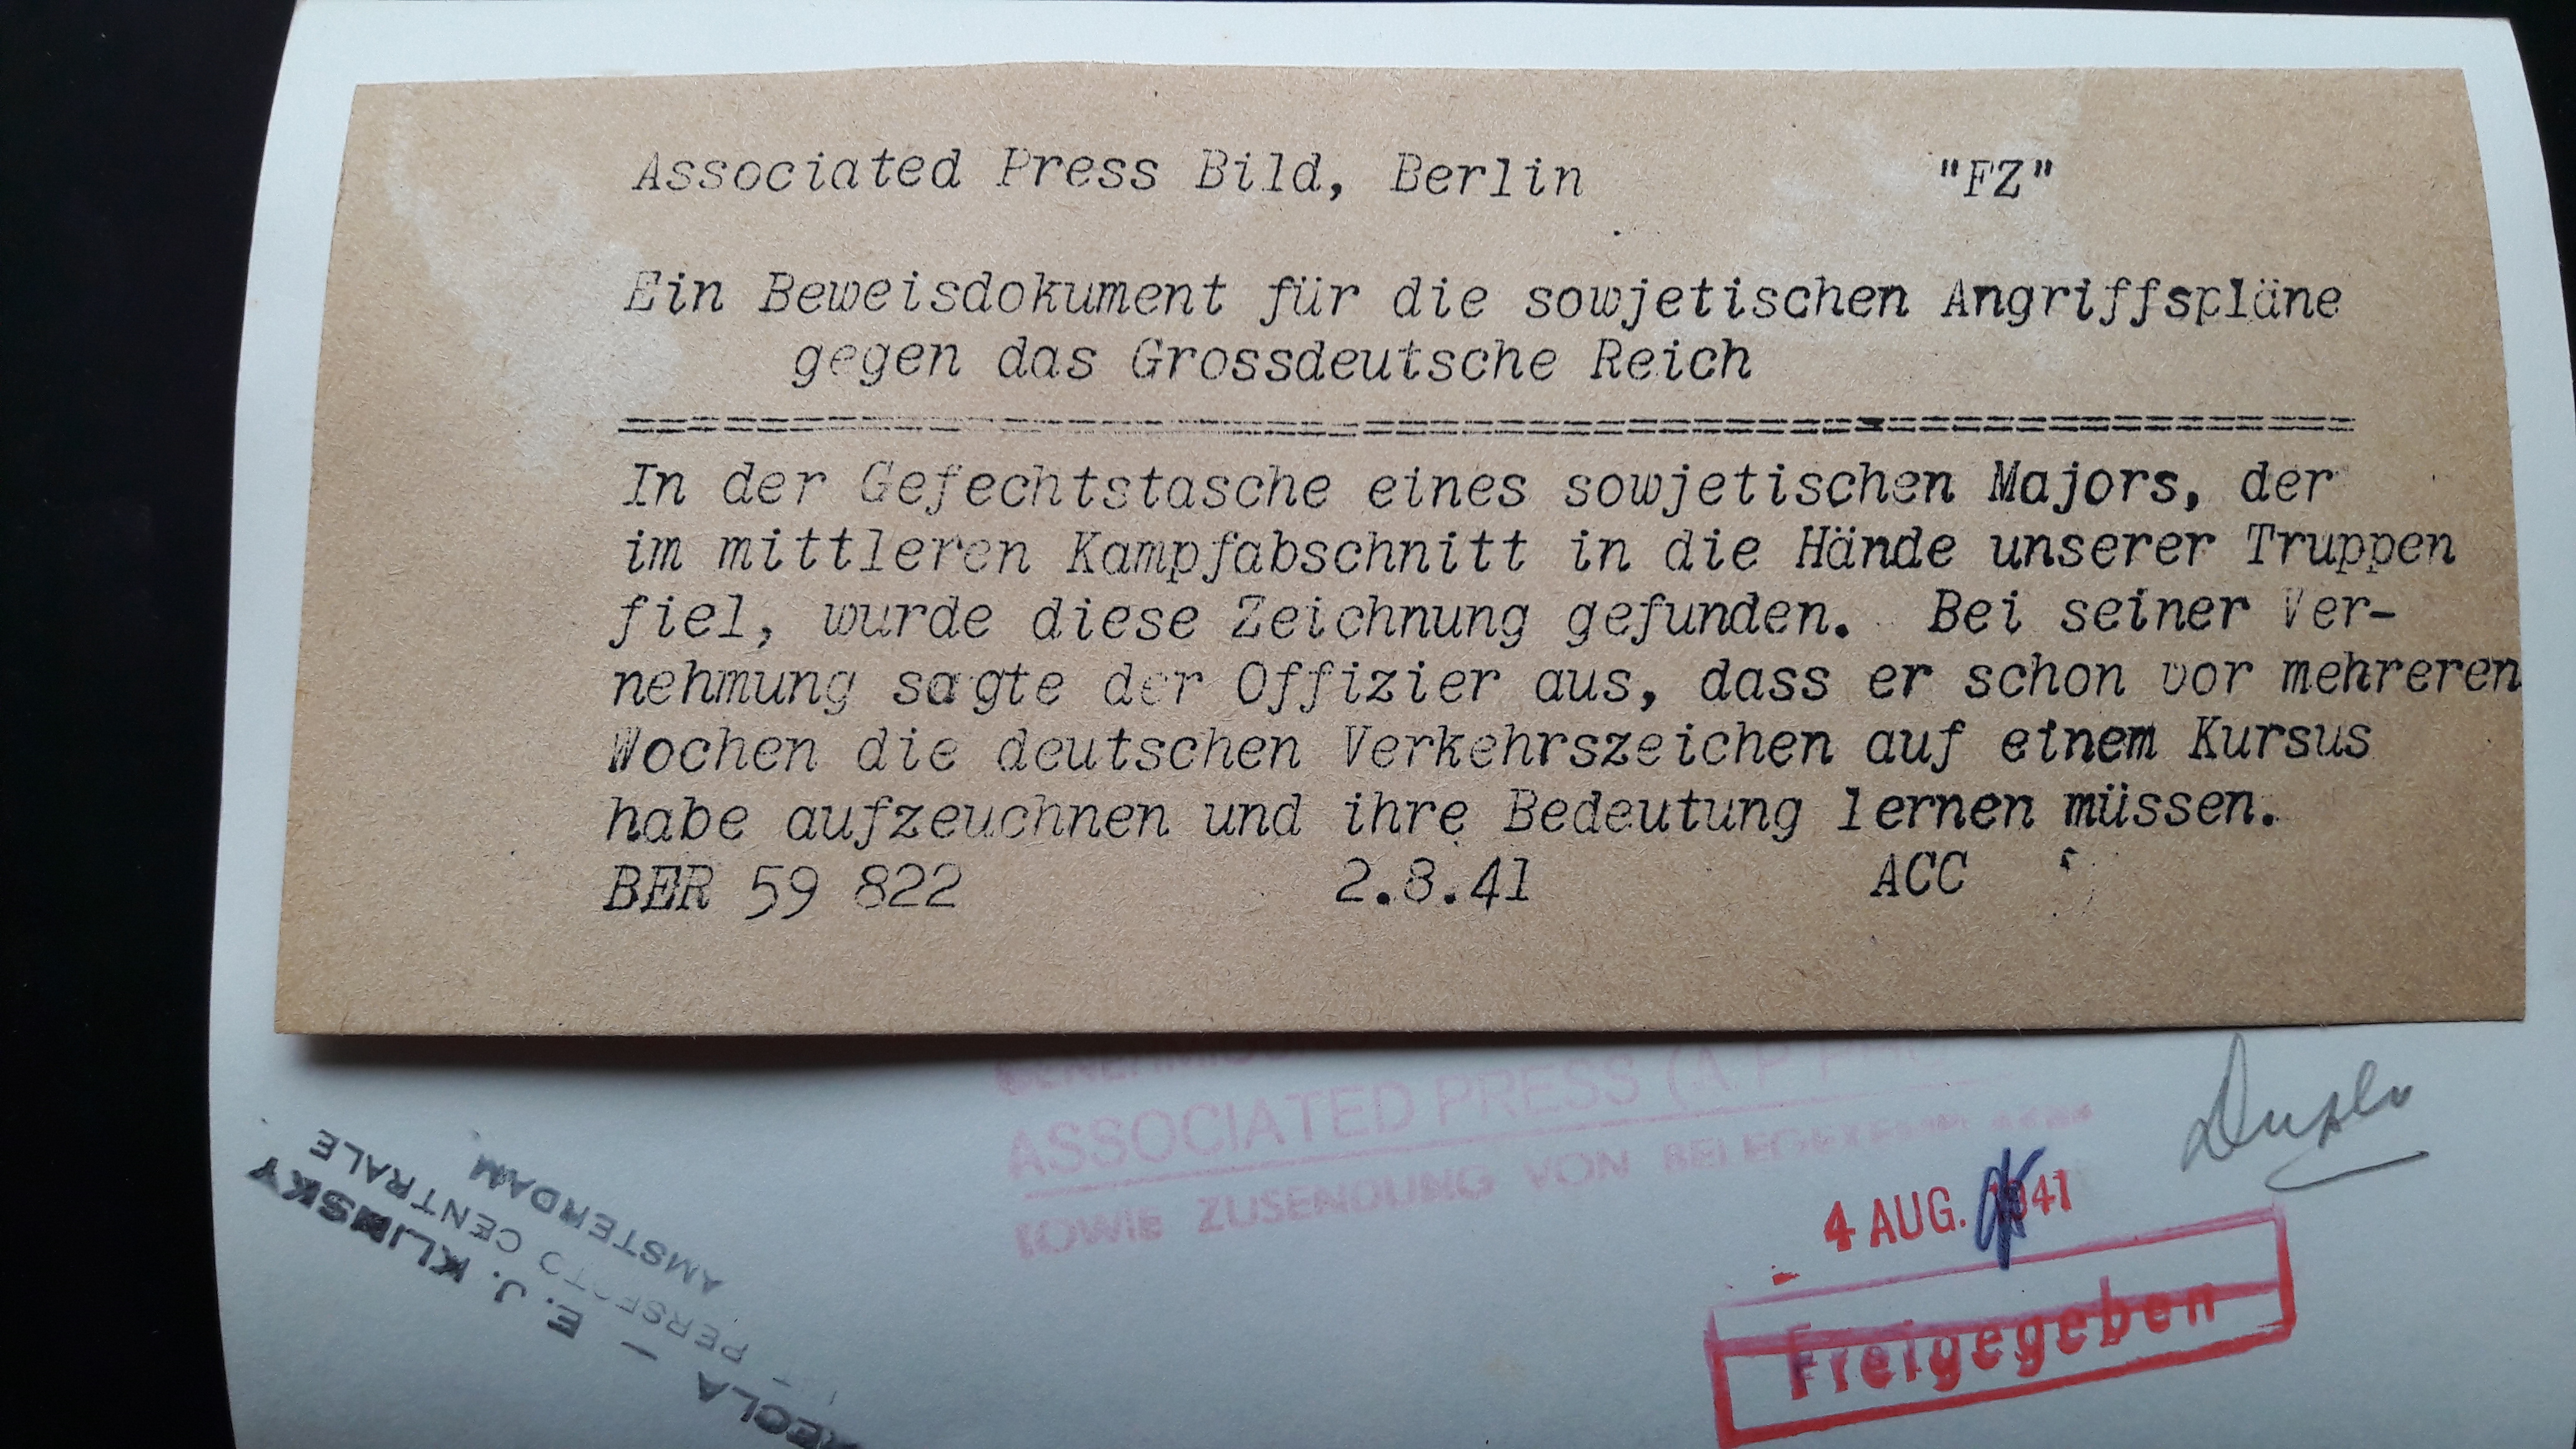 Associated Press Bild, Berlin "FZ"
Ein Beweisdokument für die sowjetischen Angriffspläne
gegen das Grossdeutsche Reich
In der Gefechtstasche eines sowjetischen Majors, der
im mittleren Kampfabschnitt in die Hände unserer Truppen
fiel, wurde diese Zeichnung gefunden. Bei seiner Ver-
nehmung sagte der Offizier aus, dass er schon vor mehreren
Wochen die deutschen Verkehrszeichen auf einem Kursus
habe aufzeuchnen und ihre Bedeutung lernen müssen.
BER 59 822 2.8.41 ACC
ASSOCIATED PRESS (A. P.
SOWIE ZUSENDUNG VON
Duplo
4 AUG. 1941
Freigegeben
E. J. KLIMSKY
CENTRALE
AMSTERDAM